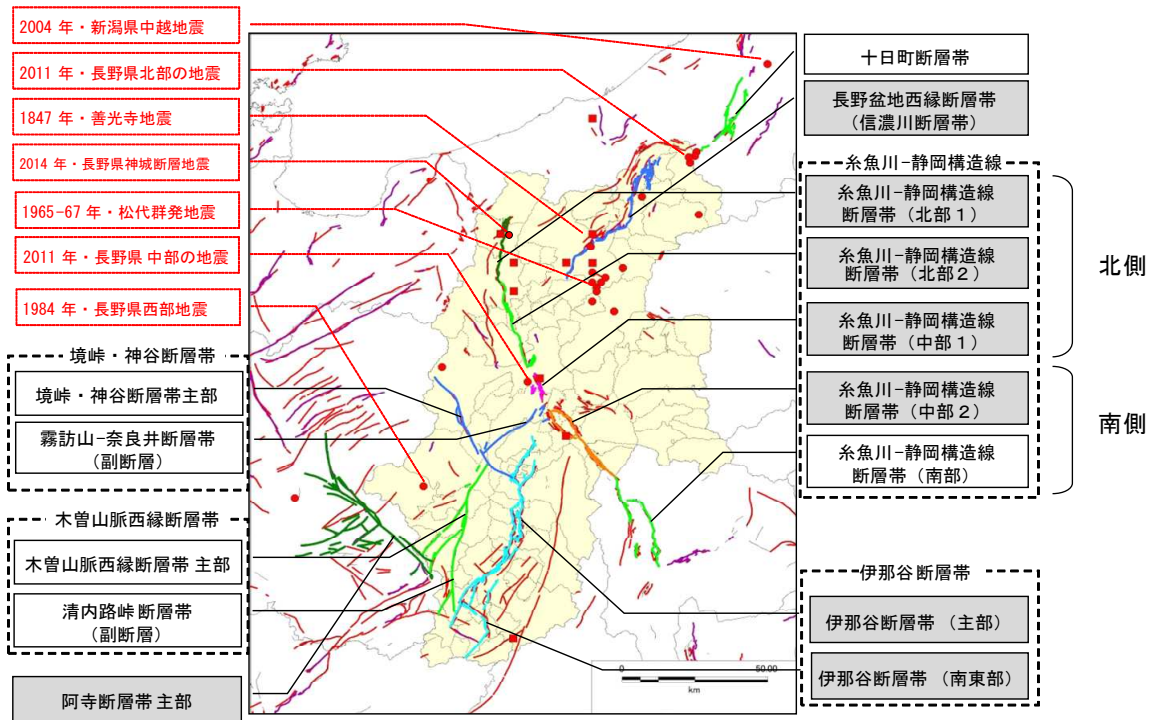 2004 年・新潟県中越地震
2011 年・長野県北部の地震
1847 年・善光寺地震
2014 年・長野県神城断層地震
1965-67 年・松代群発地震
2011 年・長野県 中部の地震
1984 年・長野県西部地震
境峠・神谷断層帯
境峠・神谷断層帯主部
霧訪山-奈良井断層帯
(副断層)
木曽山脈西縁断層帯
木曽山脈西縁断層帯 主部
清内路峠断層帯
(副断層)
阿寺断層帯 主部
十日町断層帯
長野盆地西縁断層帯
(信濃川断層帯)
糸魚川-静岡構造線
糸魚川-静岡構造線
断層帯(北部1)
糸魚川-静岡構造線
断層帯(北部2)
糸魚川-静岡構造線
断層帯(中部1)
北側
糸魚川-静岡構造線
断層帯(中部2)
糸魚川-静岡構造線
断層帯(南部)
南側
伊那谷断層帯
伊那谷断層帯 (主部)
伊那谷断層帯 (南東部)
0 50.00
km